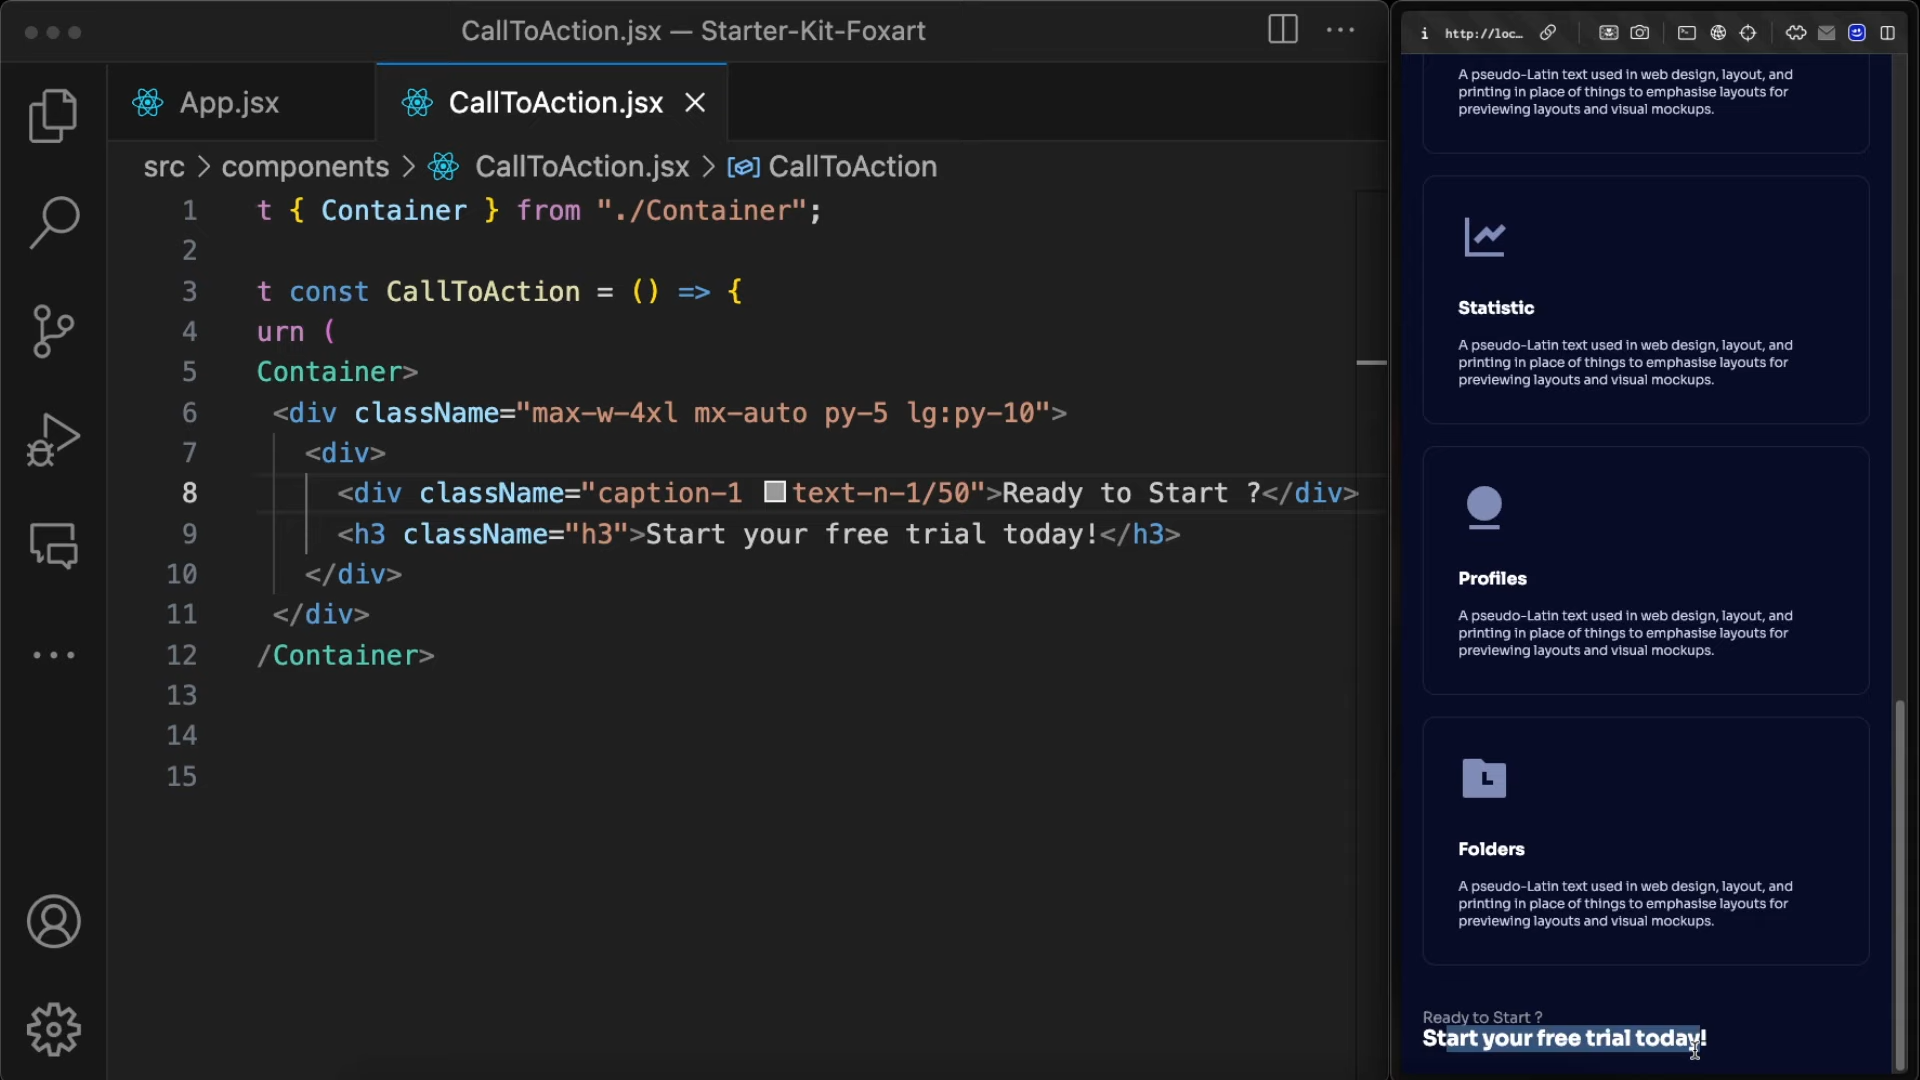 CallToAction.jsx — Starter-Kit-Foxart
App.jsx
CallToAction.jsx
src > components > CallToAction.jsx > CallToAction
1 t { Container } from "./Container";
2
3 t const CallToAction = () => {
4 urn (
5 Container>
6 <div className="max-w-4xl mx-auto py-5 lg:py-10">
7 <div>
8 <div className="caption-1 text-n-1/50">Ready to Start ?</div>
9 <h3 className="h3">Start your free trial today!</h3>
10 </div>
11 </div>
12 /Container>
13
14
15
http://loc…
A pseudo-Latin text used in web design, layout, and
printing in place of things to emphasise layouts for
previewing layouts and visual mockups.
Statistic
A pseudo-Latin text used in web design, layout, and
printing in place of things to emphasise layouts for
previewing layouts and visual mockups.
Profiles
A pseudo-Latin text used in web design, layout, and
printing in place of things to emphasise layouts for
previewing layouts and visual mockups.
Folders
A pseudo-Latin text used in web design, layout, and
printing in place of things to emphasise layouts for
previewing layouts and visual mockups.
Ready to Start ?
Start your free trial today!